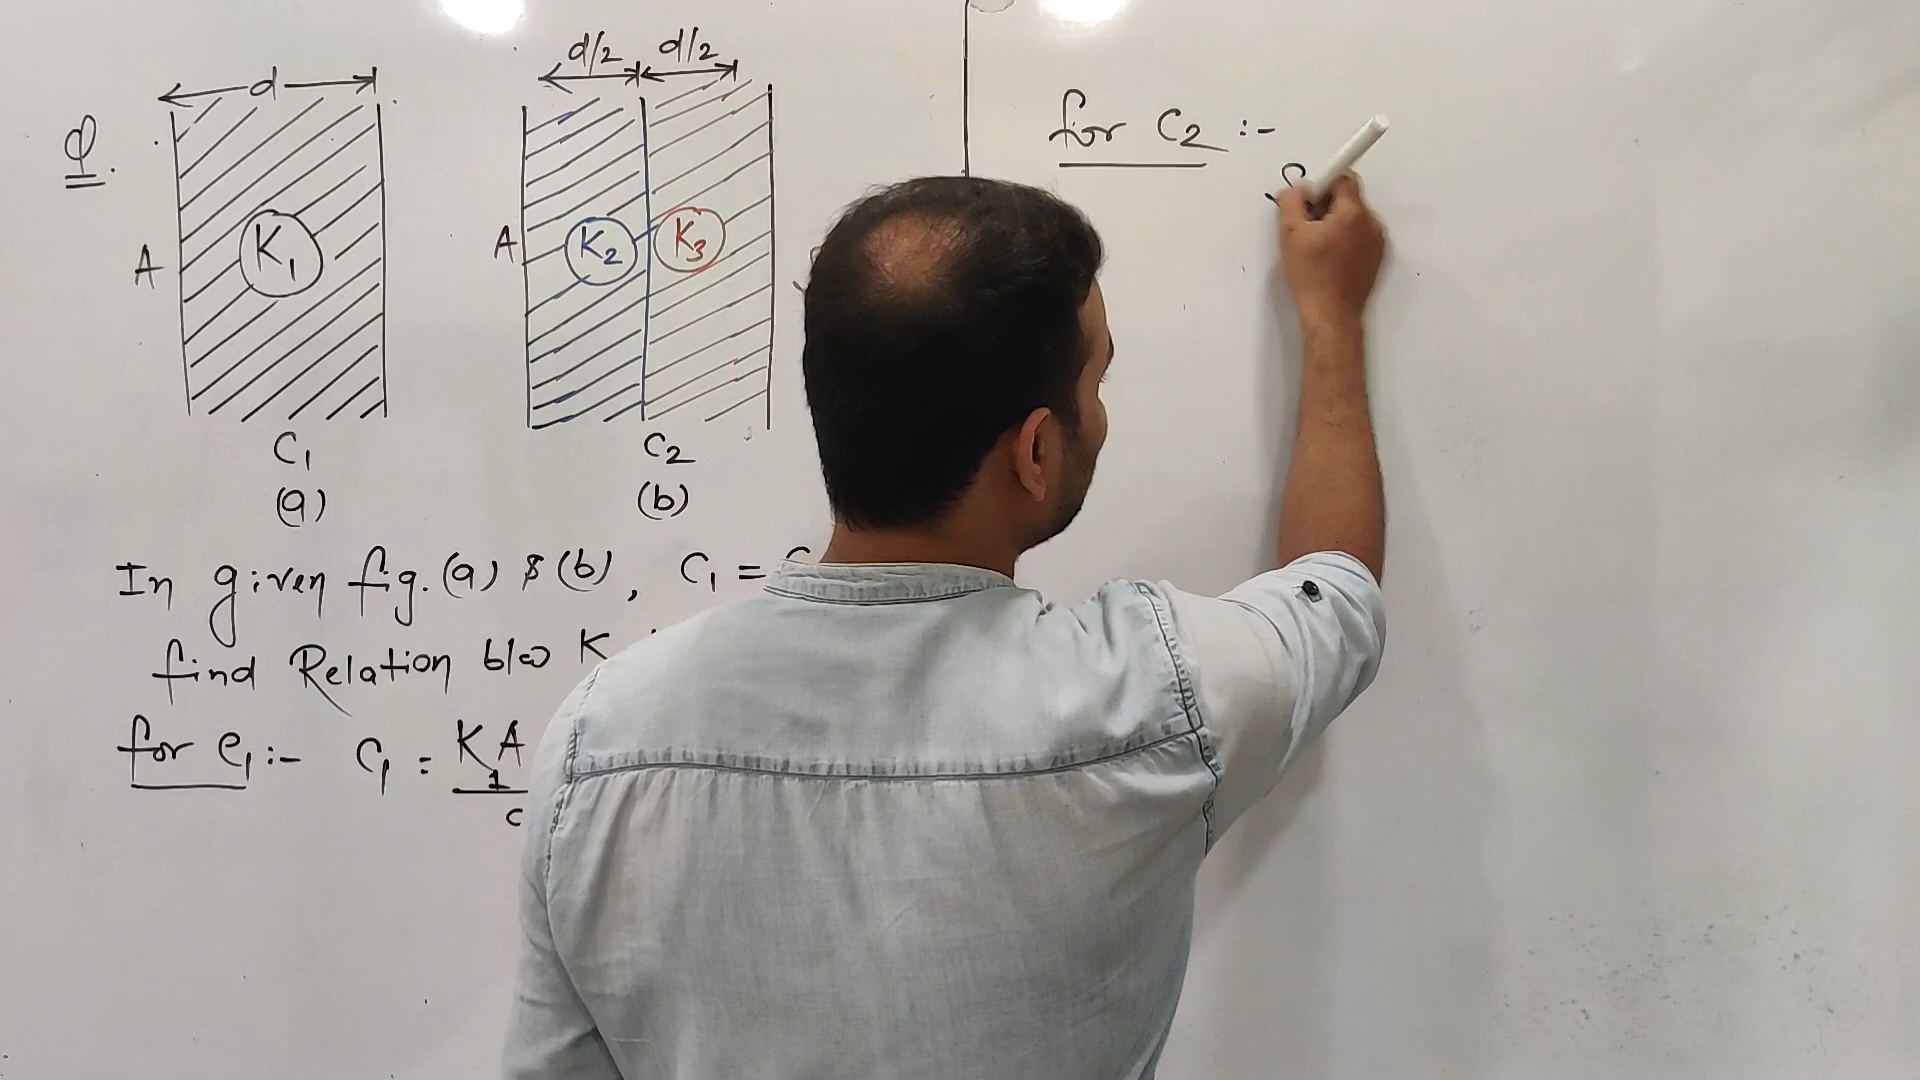 d
d/2 d/2
Q.
A K1
A K2 K3
C1 C2
(a) (b)
In given fig. (a) & (b), C1 =
find Relation b/w K
for C1 :- C1 = K1A
for C2 :-